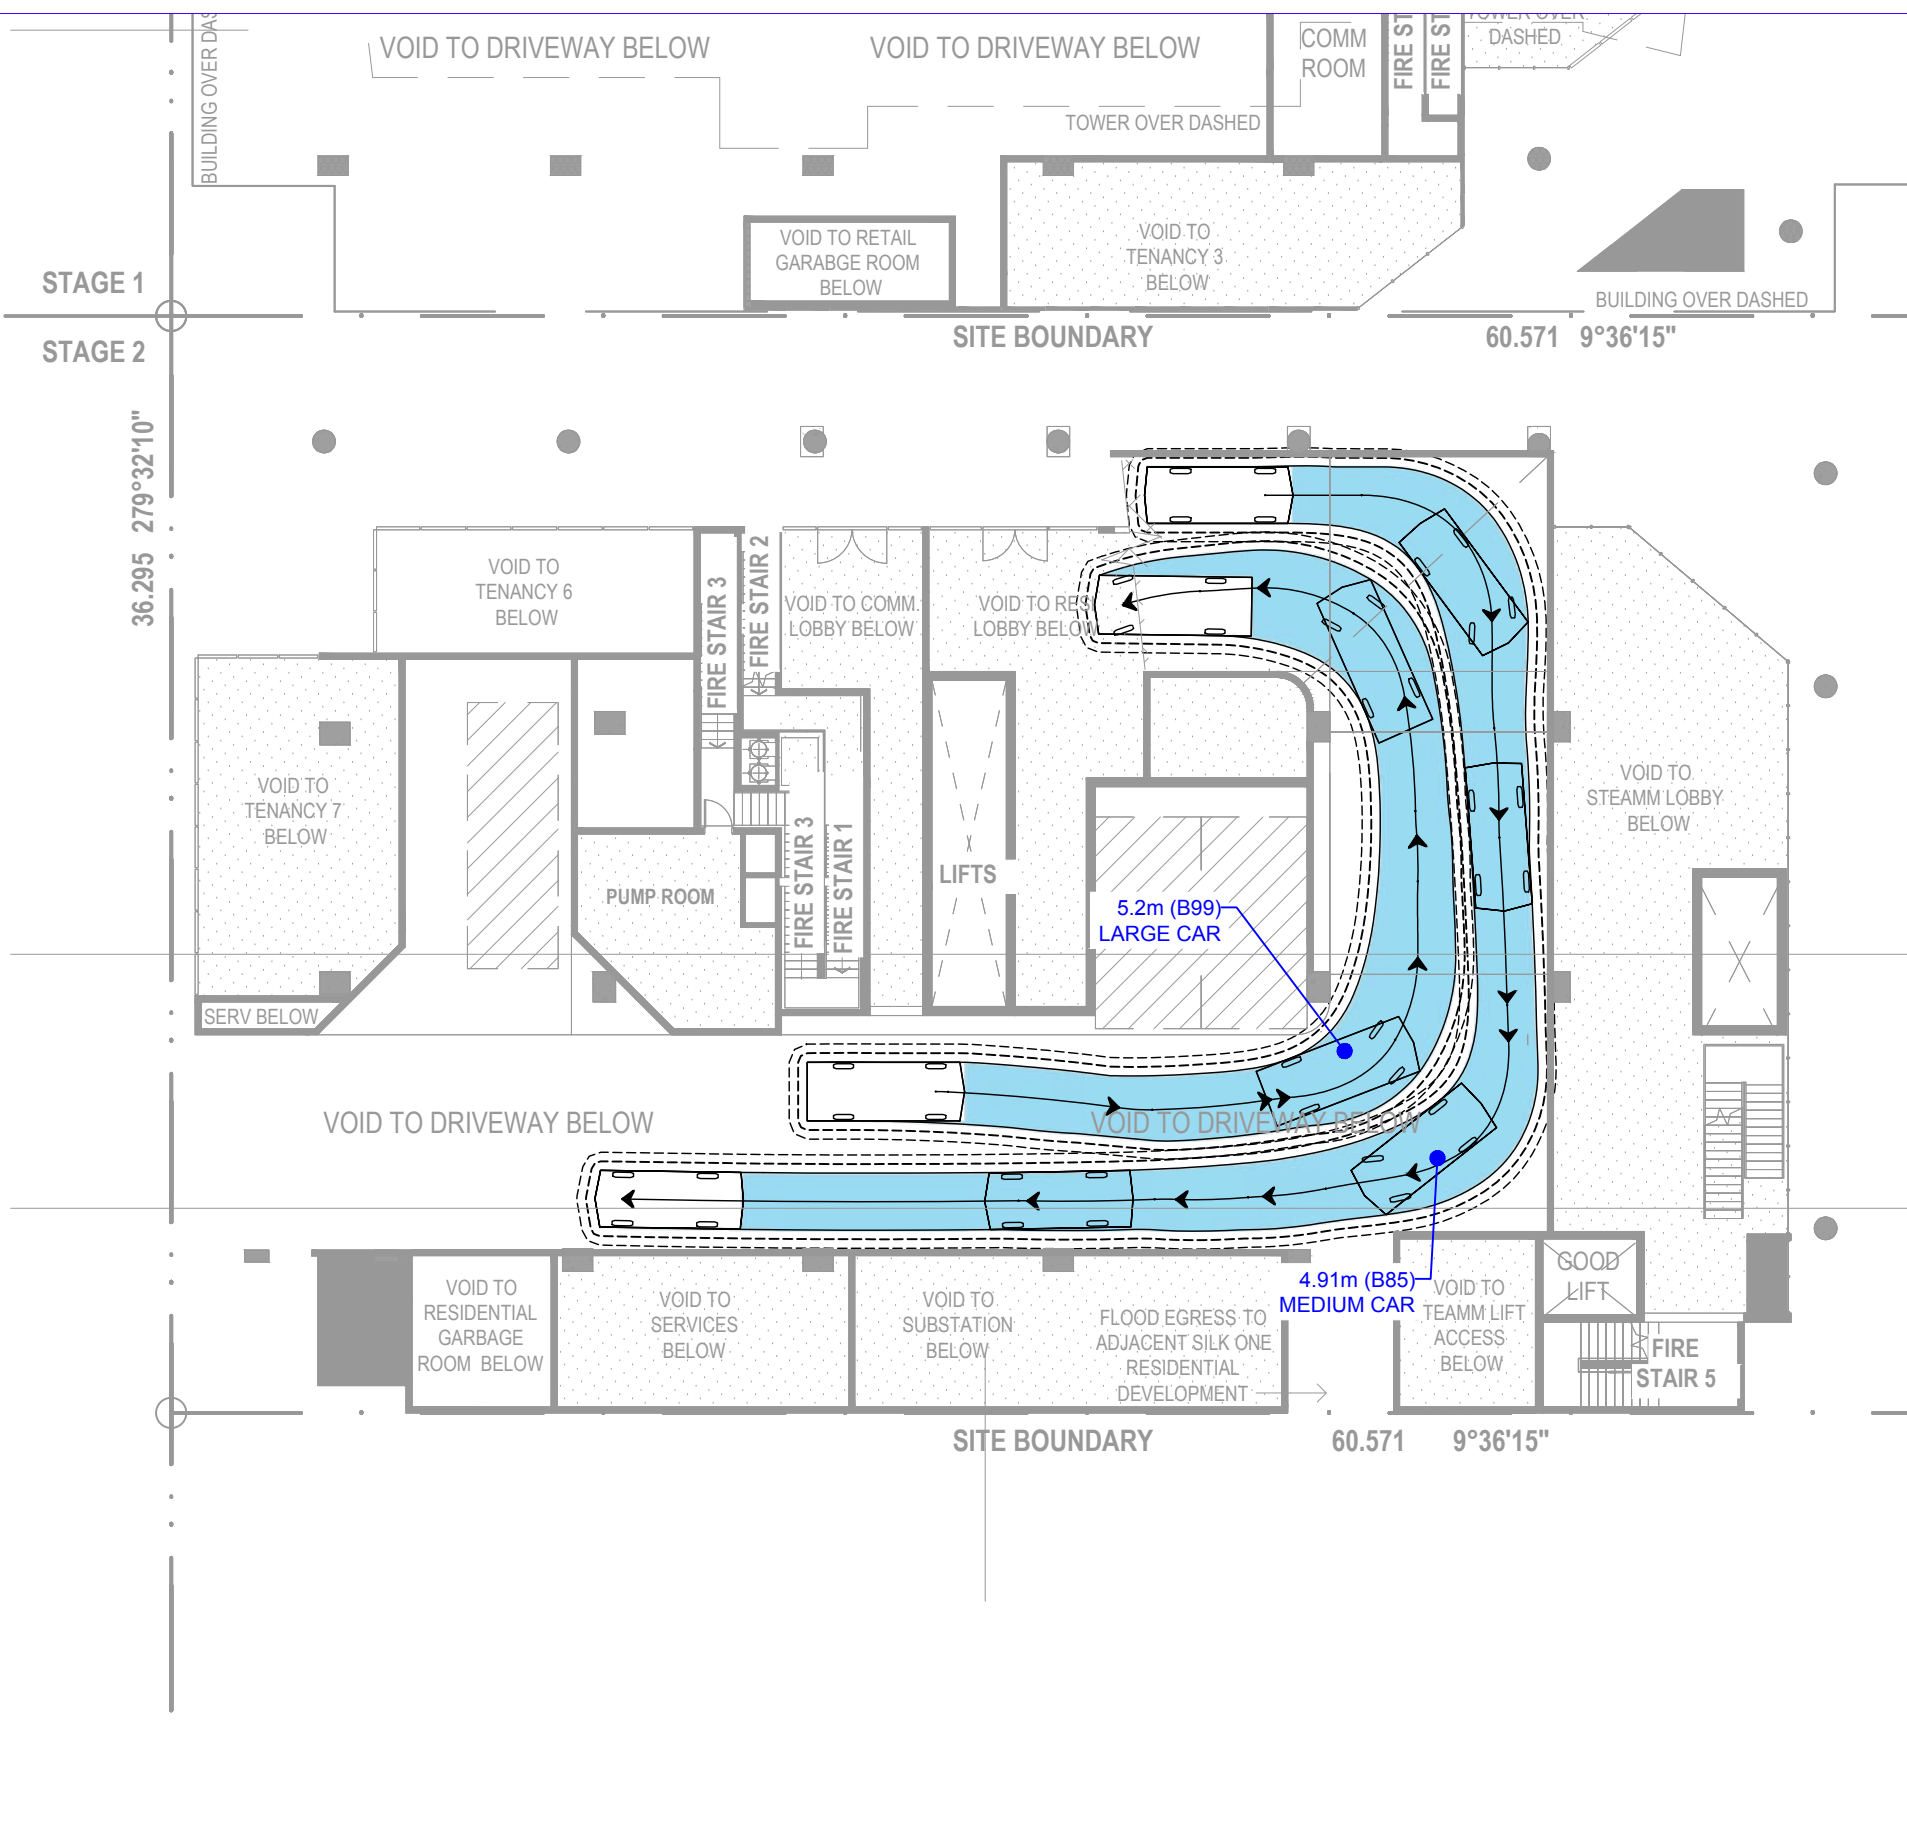 BUILDING OVER DAS
VOID TO DRIVEWAY BELOW
VOID TO DRIVEWAY BELOW
COMM
ROOM
FIRE ST
FIRE ST
TOWER OVER
DASHED
TOWER OVER DASHED
VOID TO RETAIL
GARABGE ROOM
BELOW
VOID TO
TENANCY 3
BELOW
BUILDING OVER DASHED
STAGE 1
STAGE 2
SITE BOUNDARY
60.571 9°36'15"
36.295 279°32'10"
VOID TO
TENANCY 6
BELOW
FIRE STAIR 3
FIRE STAIR 2
VOID TO COMM.
LOBBY BELOW
VOID TO RES
LOBBY BELOW
VOID TO
TENANCY 7
BELOW
PUMP ROOM
FIRE STAIR 3
FIRE STAIR 1
LIFTS
5.2m (B99)
LARGE CAR
VOID TO
STEAMM LOBBY
BELOW
SERV BELOW
VOID TO DRIVEWAY BELOW
VOID TO DRIVEWAY BELOW
4.91m (B85)
MEDIUM CAR
VOID TO
RESIDENTIAL
GARBAGE
ROOM BELOW
VOID TO
SERVICES
BELOW
VOID TO
SUBSTATION
BELOW
FLOOD EGRESS TO
ADJACENT SILK ONE
RESIDENTIAL
DEVELOPMENT
VOID TO
TEAMM LIFT
ACCESS
BELOW
GOOD
LIFT
FIRE
STAIR 5
SITE BOUNDARY
60.571 9°36'15"